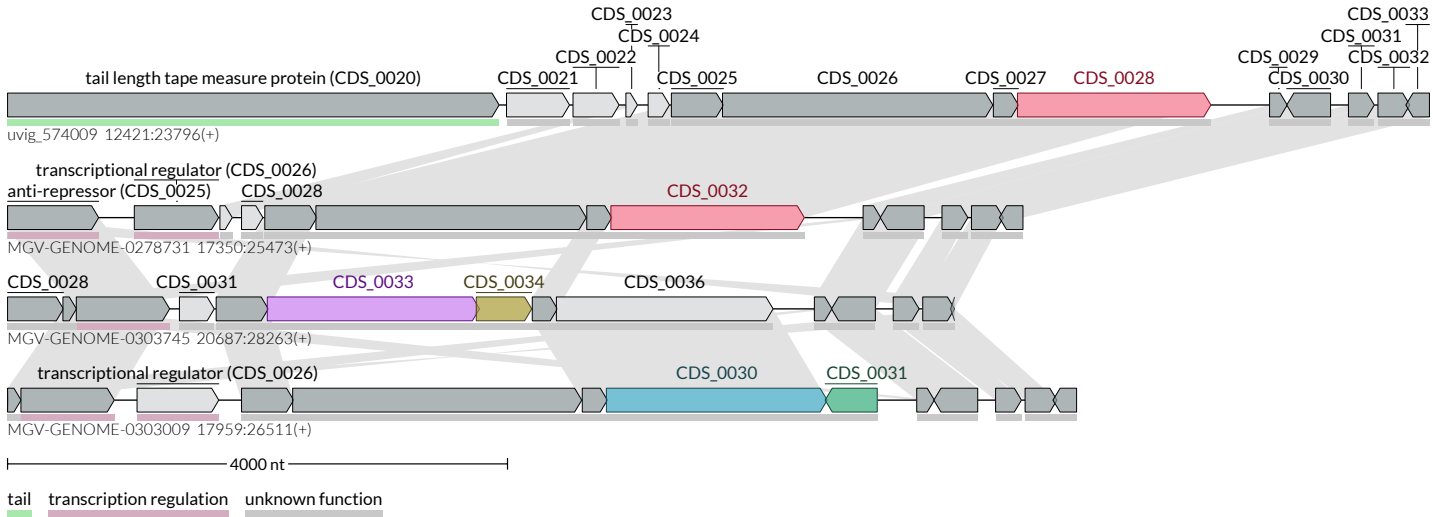 CDS_0023
CDS_0033
CDS_0024
CDS_0031
CDS_0022
CDS_0029
CDS_0032
tail length tape measure protein (CDS_0020)
CDS_0021
CDS_0025
CDS_0026
CDS_0027
CDS_0028
CDS_0030
uvig_574009 12421:23796(+)
transcriptional regulator (CDS_0026)
anti-repressor (CDS_0025)
CDS_0028
CDS_0032
MGV-GENOME-0278731 17350:25473(+)
CDS_0028
CDS_0031
CDS_0033
CDS_0034
CDS_0036
MGV-GENOME-0303745 20687:28263(+)
transcriptional regulator (CDS_0026)
CDS_0030
CDS_0031
MGV-GENOME-0303009 17959:26511(+)
4000 nt
tail
transcription regulation
unknown function